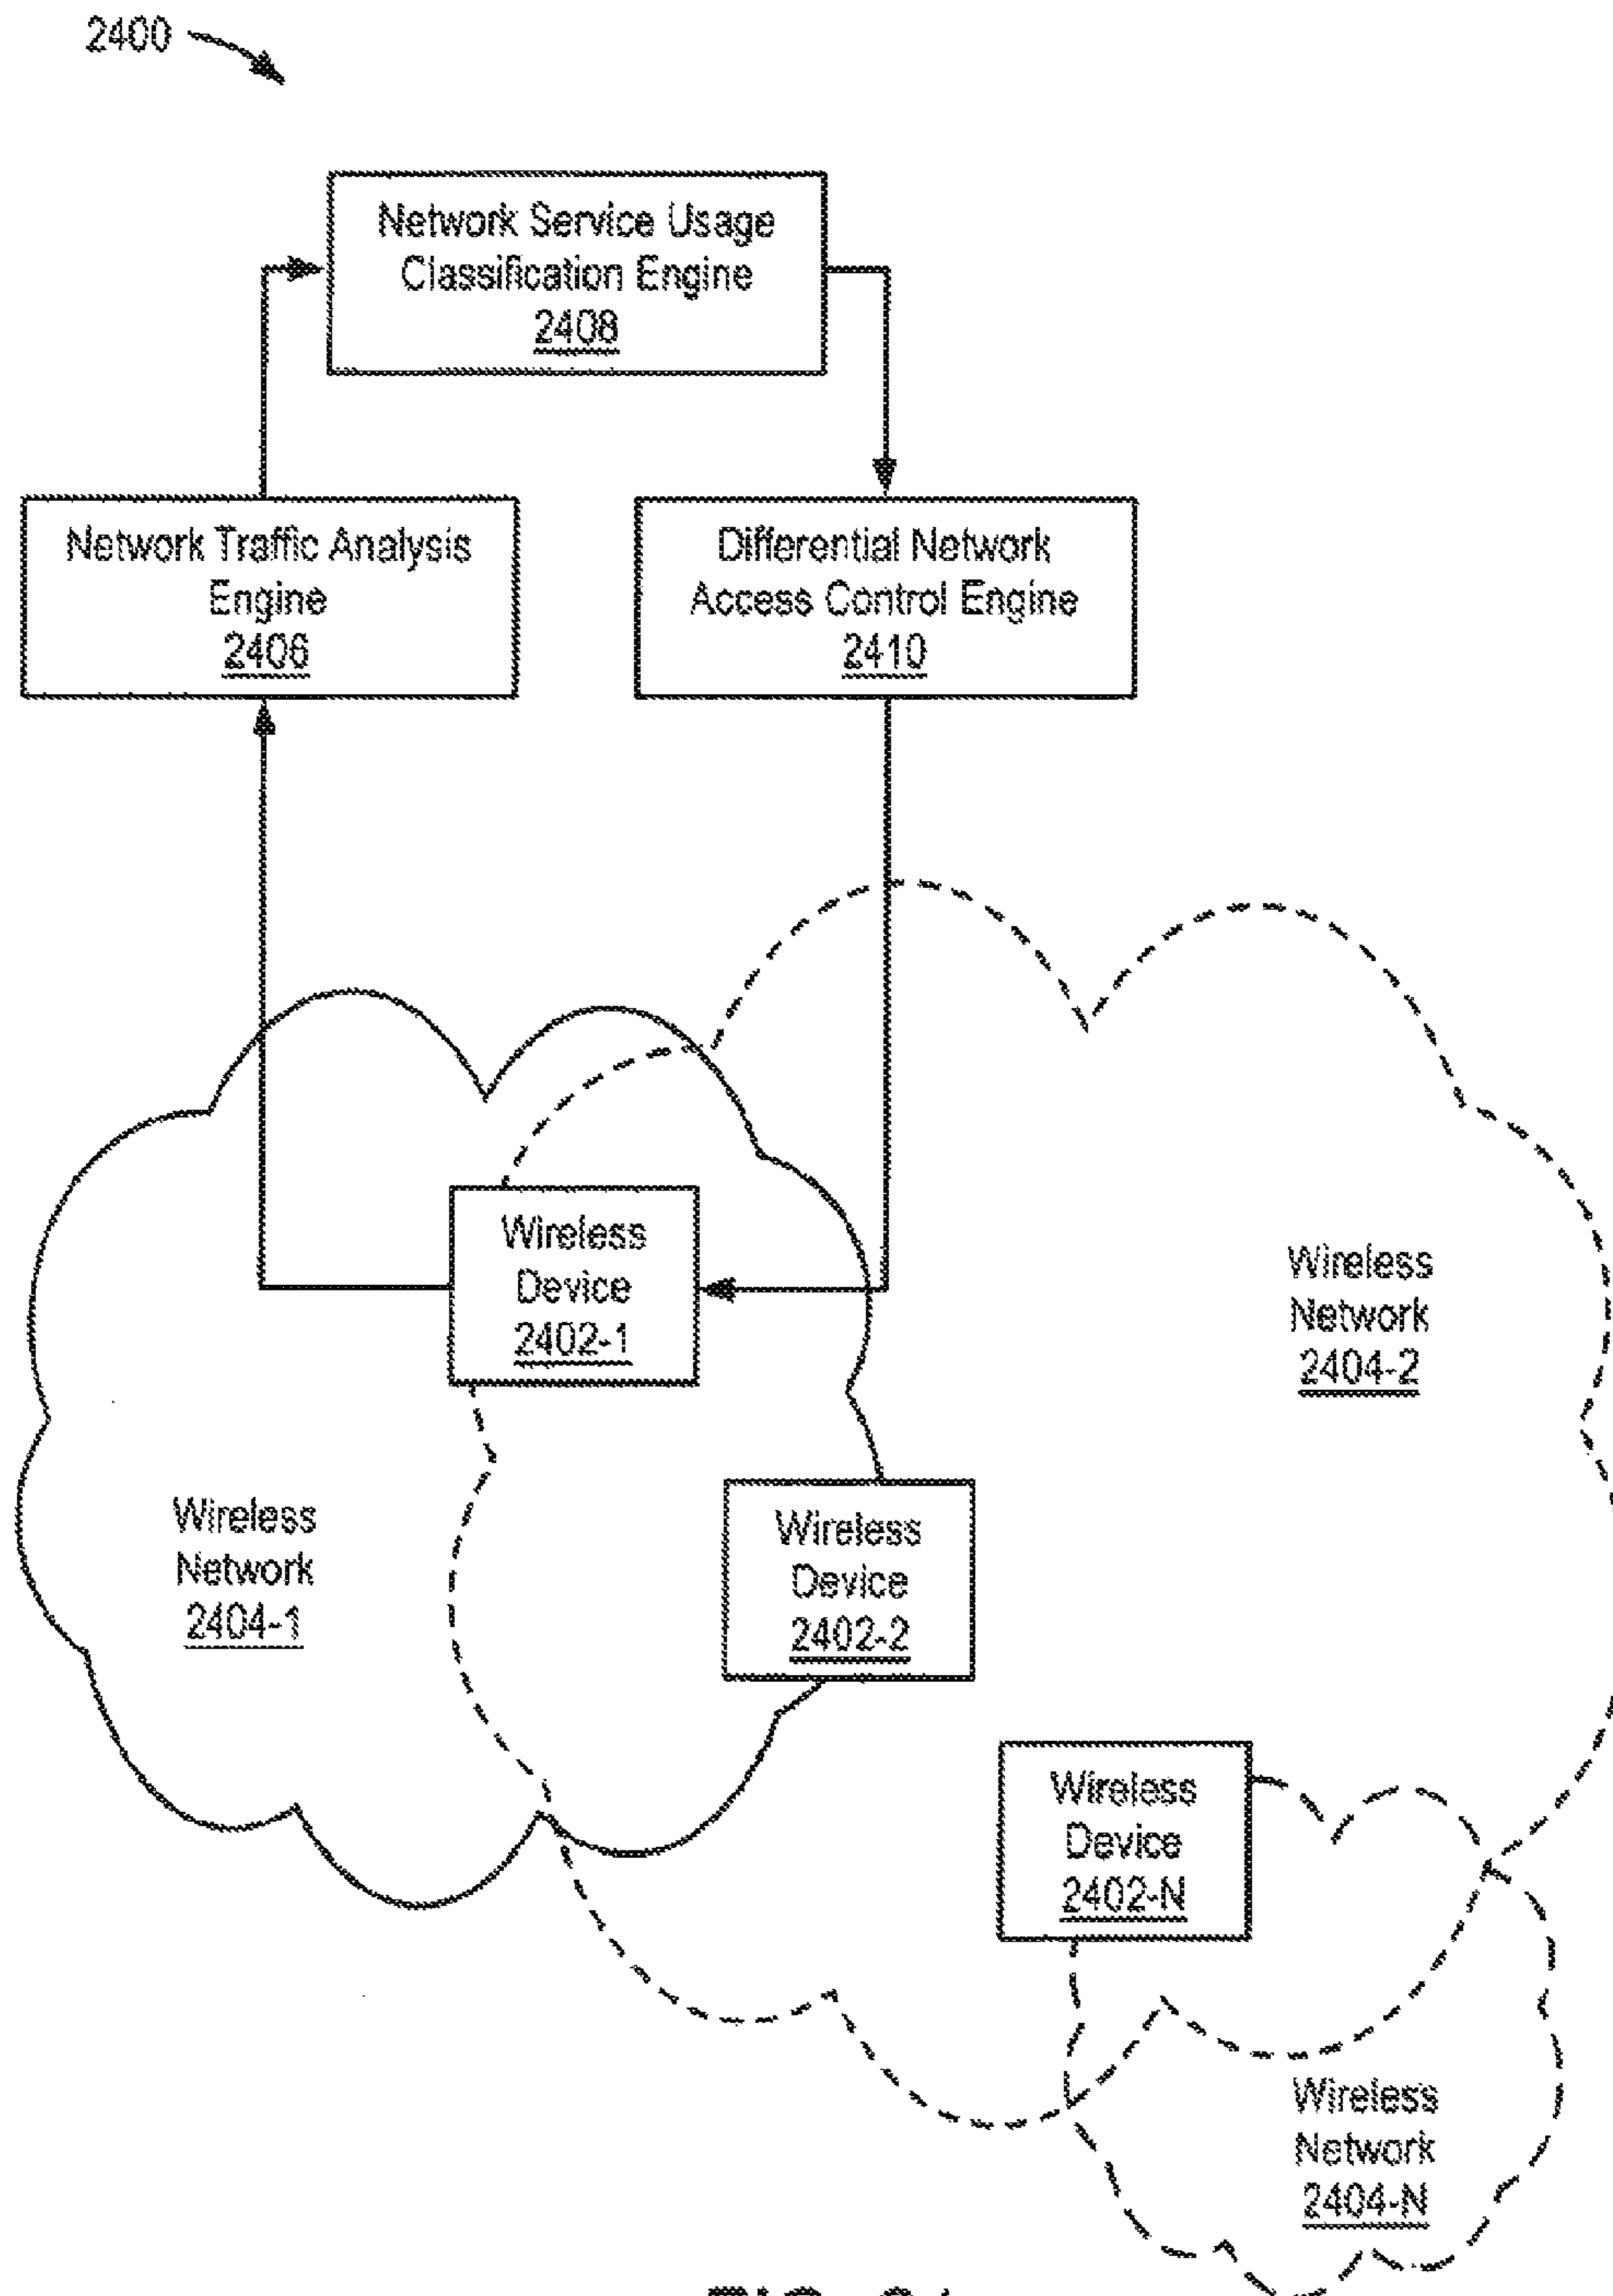 2400
Network Service Usage
Classification Engine
2408
Network Traffic Analysis
Engine
2406
Differential Network
Access Control Engine
2410
Wireless
Device
2402-1
Wireless
Network
2404-2
Wireless
Network
2404-1
Wireless
Device
2402-2
Wireless
Device
2402-N
Wireless
Network
2404-N